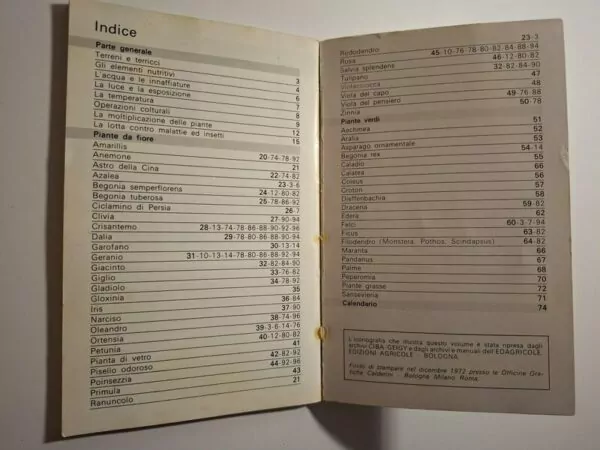 Indice
Parte generale
Terreni e terricci 3
Gli elementi nutritivi 4
L'acqua e le innaffiature 6
La luce e la esposizione 7
La temperatura 8
Operazioni colturali 9
La moltiplicazione delle piante 12
La lotta contro malattie ed insetti 15
Piante da fiore
Amarillis 20-74-78-92
Anemone 21
Astro della Cina 22-74-82
Azalea 23-3-6
Begonia semperflorens 24-12-80-82
Begonia tuberosa 25-78-86-92
Ciclamino di Persia 26-7
Clivia 27-90-94
Crisantemo 28-13-74-78-86-88-90-92-96
Dalia 29-78-80-86-88-90-94
Garofano 30-13-14
Geranio 31-10-13-14-78-80-86-88-90-94
Giacinto 32-82-84-90
Giglio 33-76-82
Gladiolo 34-78-92
Gloxinia 35
Iris 36-84
Narciso 37-90
Oleandro 38-74-96
Ortensia 39-3-6-14-76
Petunia 40-12-80-82
Pianta di vetro 41
Pisello odoroso 42-82-92
Poinsezzia 44-92-96
Primula 43
Ranuncolo 21
Rododendro 23-3
Rosa 45-10-76-78-80-82-84-88-94
Salvia splendens 46-12-80-82
Tulipano 32-82-84-90
47
Viola del capo 48
Viola del pensiero 49-76-88
Zinnia 50-78
Piante verdi
Aechmea 51
Aralia 52
Asparago ornamentale 53
Begonia rex 54-14
Caladio 55
Calatea 66
Coleus 56
Croton 57
Dieffenbachia 58
Dracena 59-82
Edera 62
Felci 60-3-7-94
Ficus 63-82
Filodendro (Monstera, Pothos, Scindapsus) 64-82
Maranta 66
Pandanus 67
Palme 68
Peperomia 70
Piante grasse 72
Sansevieria 71
Calendario 74
L'iconografia che illustra questo volume è stata ripresa dagli
archivi CIBA-GEIGY e dagli archivi e manuali dell'EDAGRICOLE,
EDIZIONI AGRICOLE - BOLOGNA.
Finito di stampare nel dicembre 1972 presso le Officine Gra-
fiche Calderini - Bologna Milano Roma.